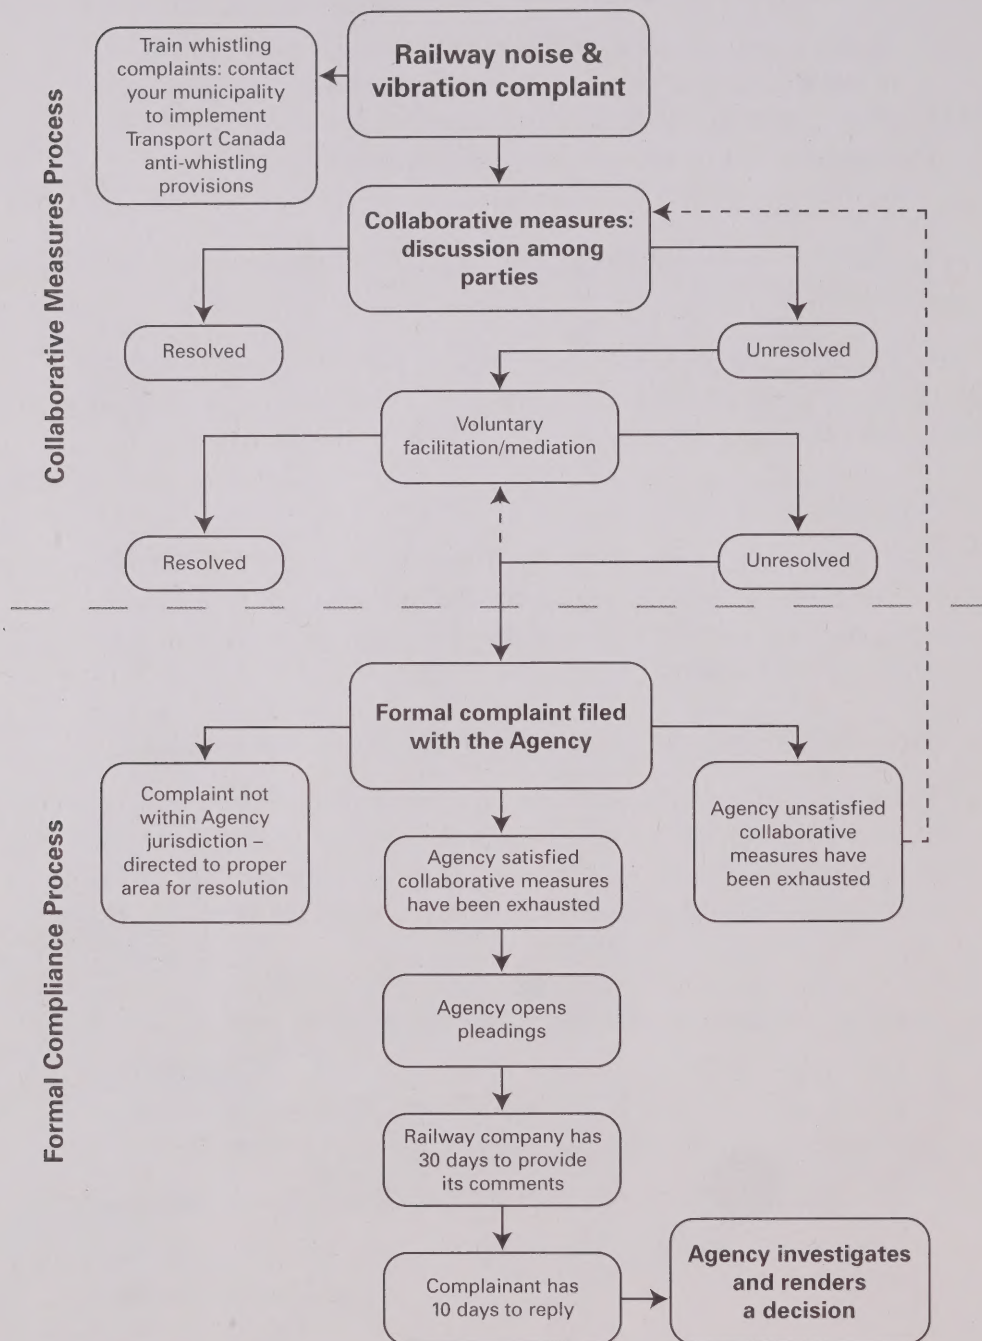 Collaborative Measures Process
Train whistling
complaints: contact
your municipality
to implement
Transport Canada
anti-whistling
provisions
Railway noise &
vibration complaint
Collaborative measures:
discussion among
parties
Resolved
Unresolved
Voluntary
facilitation/mediation
Resolved
Unresolved
Formal Compliance Process
Formal complaint filed
with the Agency
Complaint not
within Agency
jurisdiction –
directed to proper
area for resolution
Agency satisfied
collaborative measures
have been exhausted
Agency unsatisfied
collaborative
measures have
been exhausted
Agency opens
pleadings
Railway company has
30 days to provide
its comments
Complainant has
10 days to reply
Agency investigates
and renders
a decision